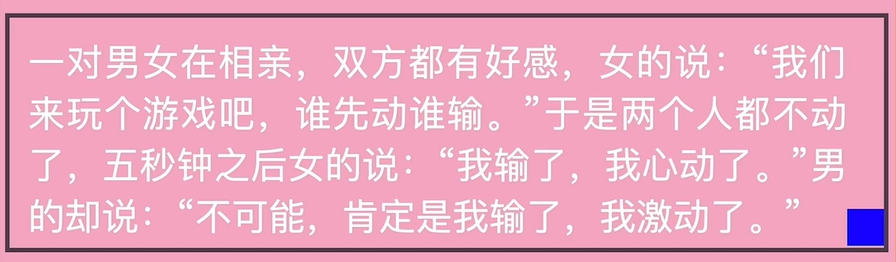 一对男女在相亲，双方都有好感，女的说：“我们
来玩个游戏吧，谁先动谁输。”于是两个人都不动
了，五秒钟之后女的说：“我输了，我心动了。”男
的却说：“不可能，肯定是我输了，我激动了。”